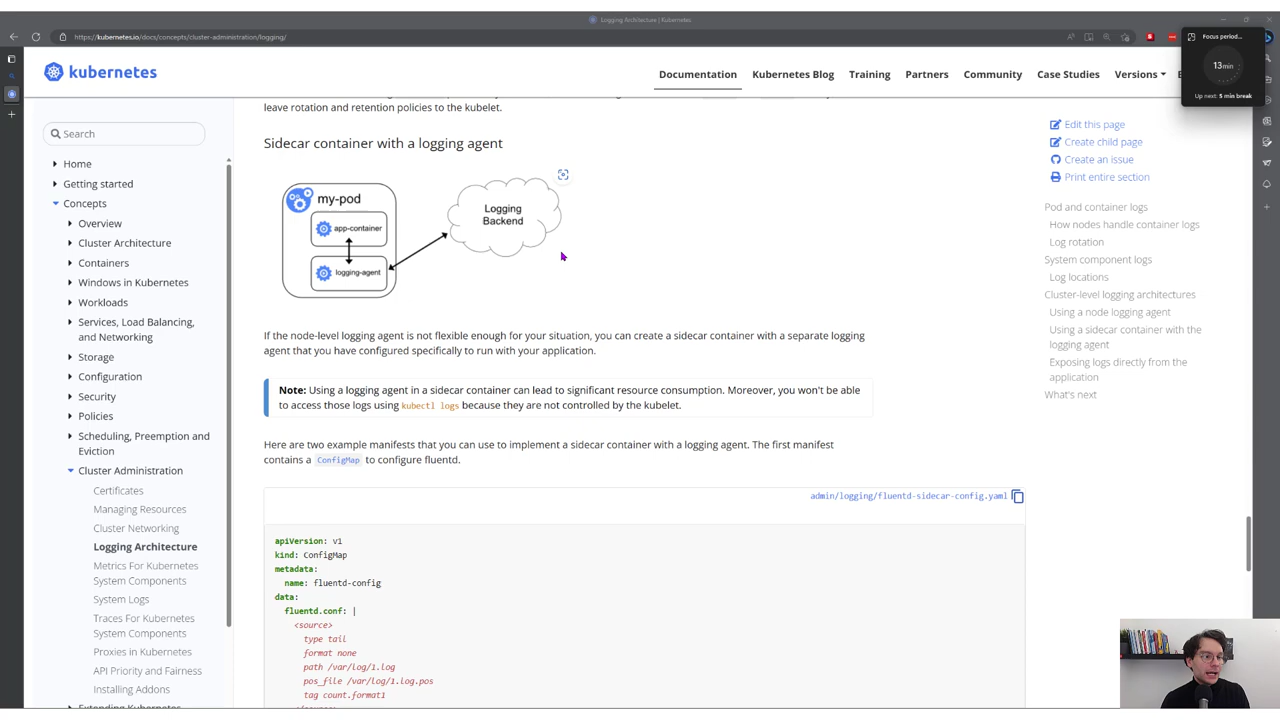 Logging Architecture | Kubernetes
https://kubernetes.io/docs/concepts/cluster-administration/logging/
Focus period...
13min
Up next: 5 min break
kubernetes
Documentation
Kubernetes Blog
Training
Partners
Community
Case Studies
Versions
Search
Home
Getting started
Concepts
Overview
Cluster Architecture
Containers
Windows in Kubernetes
Workloads
Services, Load Balancing,
and Networking
Storage
Configuration
Security
Policies
Scheduling, Preemption and
Eviction
Cluster Administration
Certificates
Managing Resources
Cluster Networking
Logging Architecture
Metrics For Kubernetes
System Components
System Logs
Traces For Kubernetes
System Components
Proxies in Kubernetes
API Priority and Fairness
Installing Addons
leave rotation and retention policies to the kubelet.
Sidecar container with a logging agent
my-pod
app-container
logging-agent
Logging
Backend
If the node-level logging agent is not flexible enough for your situation, you can create a sidecar container with a separate logging
agent that you have configured specifically to run with your application.
Note: Using a logging agent in a sidecar container can lead to significant resource consumption. Moreover, you won't be able
to access those logs using kubectl logs because they are not controlled by the kubelet.
Here are two example manifests that you can use to implement a sidecar container with a logging agent. The first manifest
contains a ConfigMap to configure fluentd.
admin/logging/fluentd-sidecar-config.yaml
apiVersion: v1
kind: ConfigMap
metadata:
name: fluentd-config
data:
fluentd.conf: |
<source>
type tail
format none
path /var/log/1.log
pos_file /var/log/1.log.pos
tag count.format1
Edit this page
Create child page
Create an issue
Print entire section
Pod and container logs
How nodes handle container logs
Log rotation
System component logs
Log locations
Cluster-level logging architectures
Using a node logging agent
Using a sidecar container with the
logging agent
Exposing logs directly from the
application
What's next